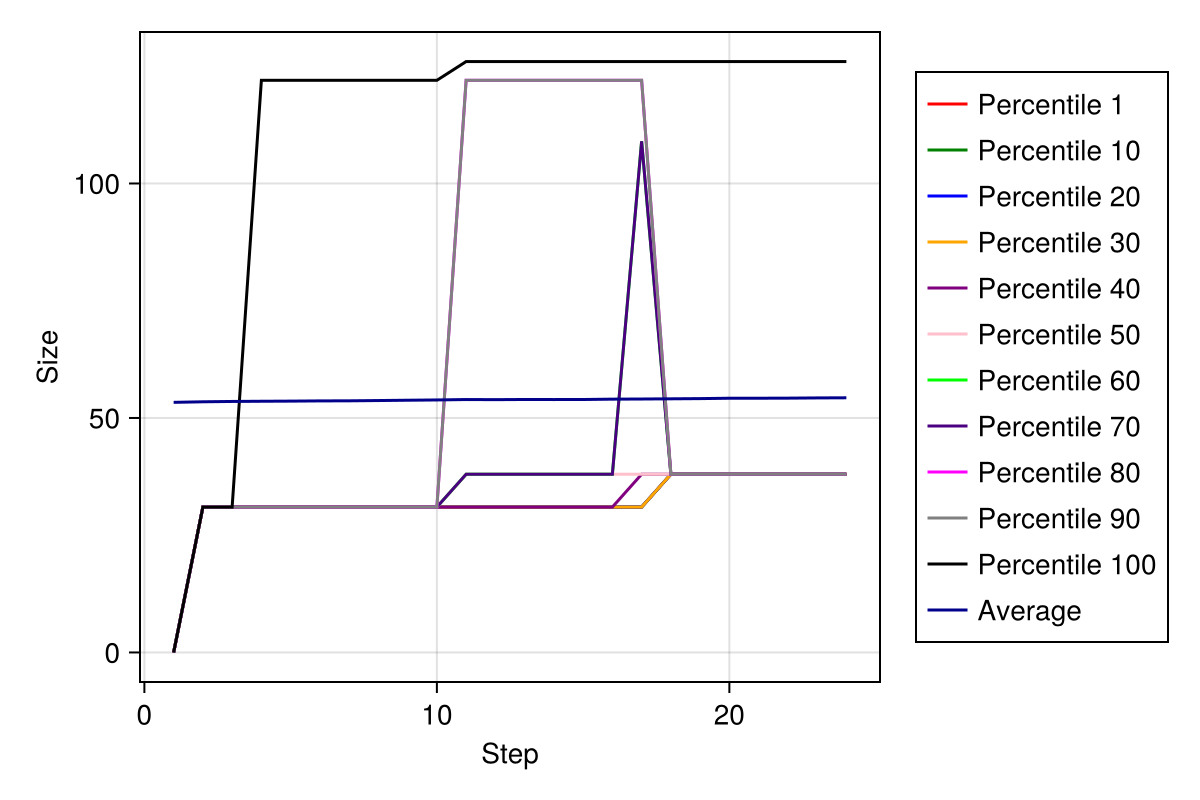 100
50
0
Size
0
10
20
Step
Percentile 1
Percentile 10
Percentile 20
Percentile 30
Percentile 40
Percentile 50
Percentile 60
Percentile 70
Percentile 80
Percentile 90
Percentile 100
Average